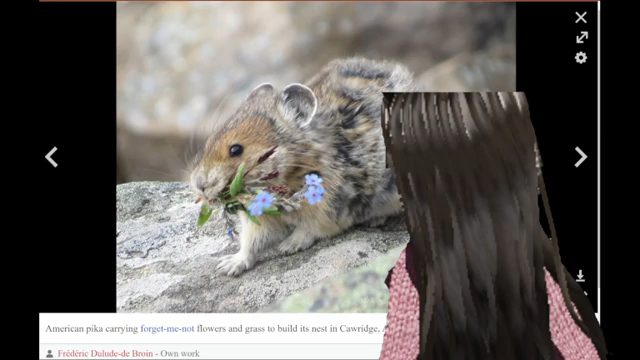 American pika carrying forget-me-not flowers and grass to build its nest in Cawridge,
Frédéric Dulude-de Broin - Own work